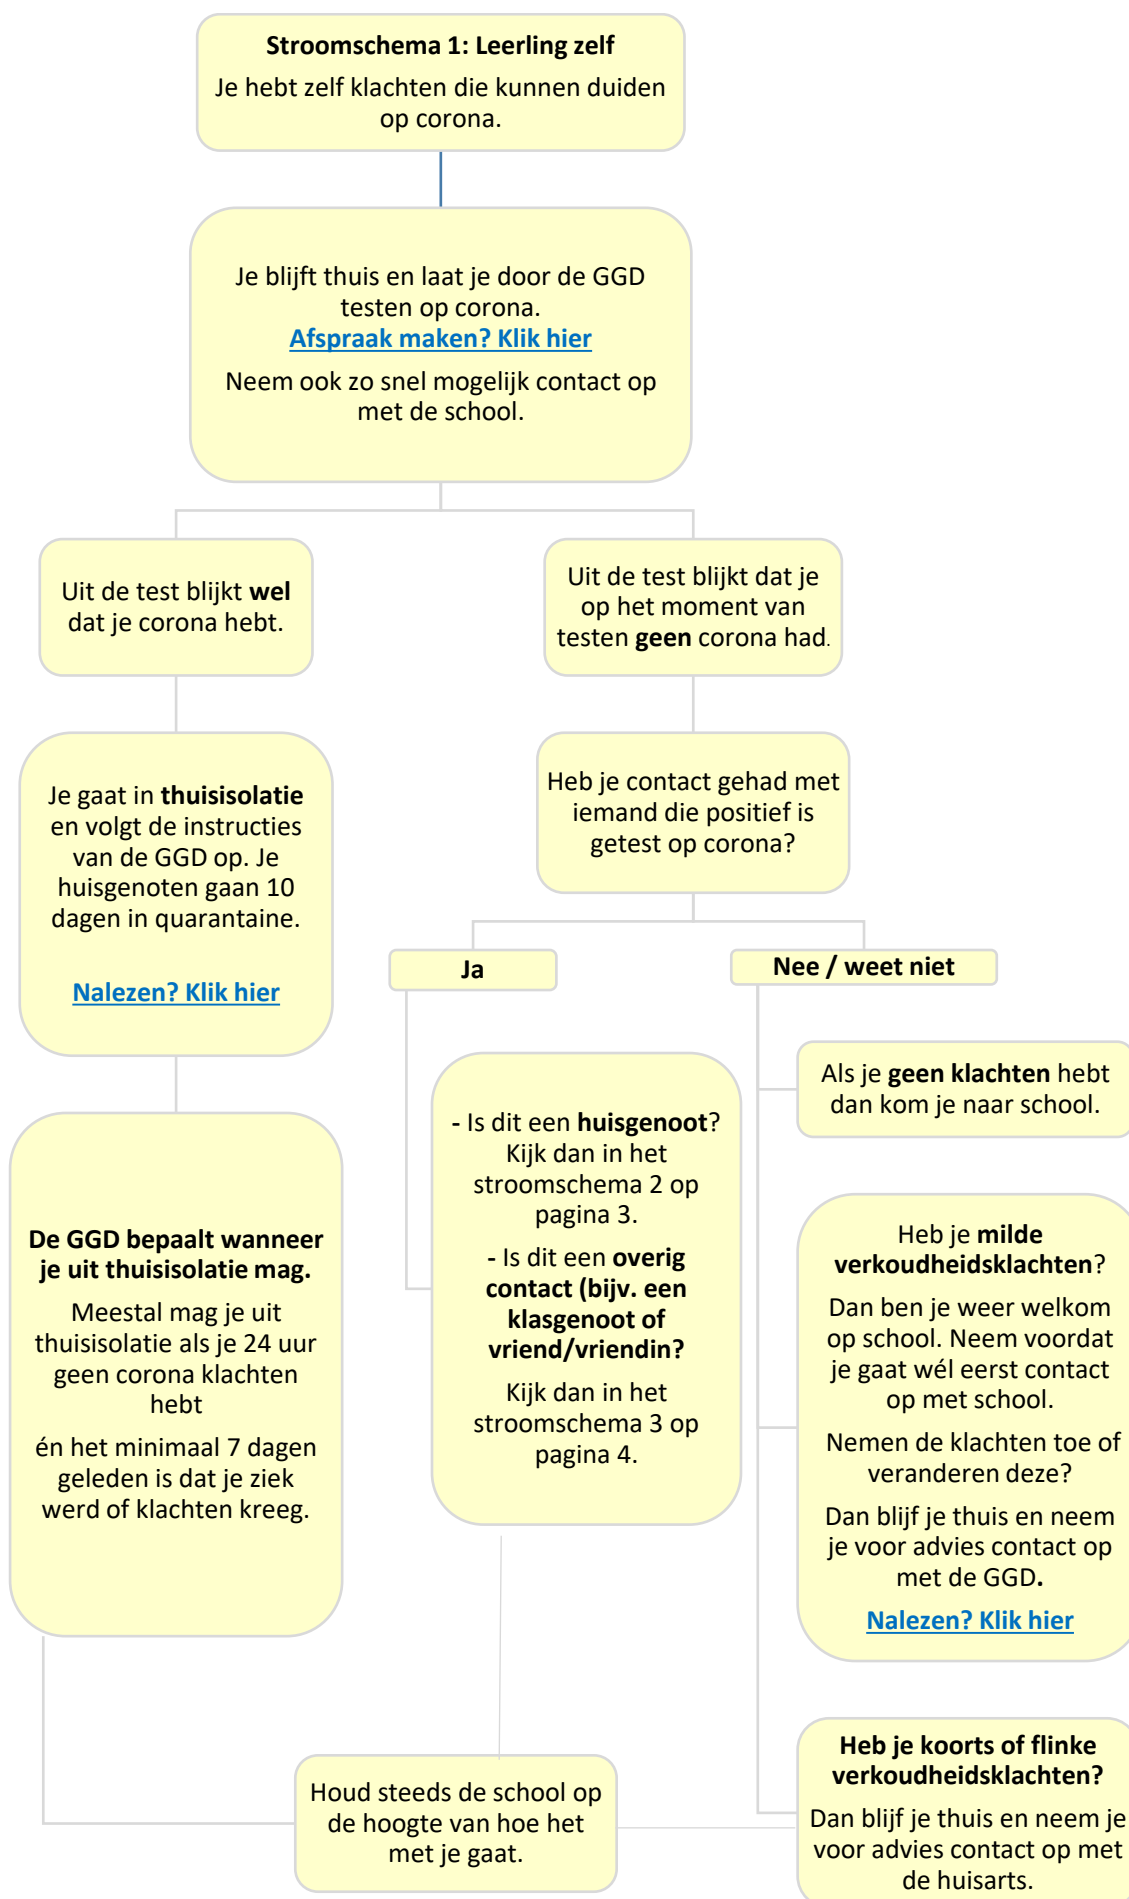 Stroomschema 1: Leerling zelf
Je hebt zelf klachten die kunnen duiden
op corona.
Je blijft thuis en laat je door de GGD
testen op corona.
Afspraak maken? Klik hier
Neem ook zo snel mogelijk contact op
met de school.
Uit de test blijkt wel
dat je corona hebt.
Je gaat in thuisisolatie
en volgt de instructies
van de GGD op. Je
huisgenoten gaan 10
dagen in quarantaine.
Nalezen? Klik hier
De GGD bepaalt wanneer
je uit thuisisolatie mag.
Meestal mag je uit
thuisisolatie als je 24 uur
geen corona klachten
hebt
én het minimaal 7 dagen
geleden is dat je ziek
werd of klachten kreeg.
Uit de test blijkt dat je
op het moment van
testen geen corona had.
Heb je contact gehad met
iemand die positief is
getest op corona?
Ja
- Is dit een huisgenoot?
Kijk dan in het
stroomschema 2 op
pagina 3.
- Is dit een overig
contact (bijv. een
klasgenoot of
vriend/vriendin?
Kijk dan in het
stroomschema 3 op
pagina 4.
Nee / weet niet
Als je geen klachten hebt
dan kom je naar school.
Heb je milde
verkoudheidsklachten?
Dan ben je weer welkom
op school. Neem voordat
je gaat wél eerst contact
op met school.
Nemen de klachten toe of
veranderen deze?
Dan blijf je thuis en neem
je voor advies contact op
met de GGD.
Nalezen? Klik hier
Heb je koorts of flinke
verkoudheidsklachten?
Dan blijf je thuis en neem je
voor advies contact op met
de huisarts.
Houd steeds de school op
de hoogte van hoe het
met je gaat.